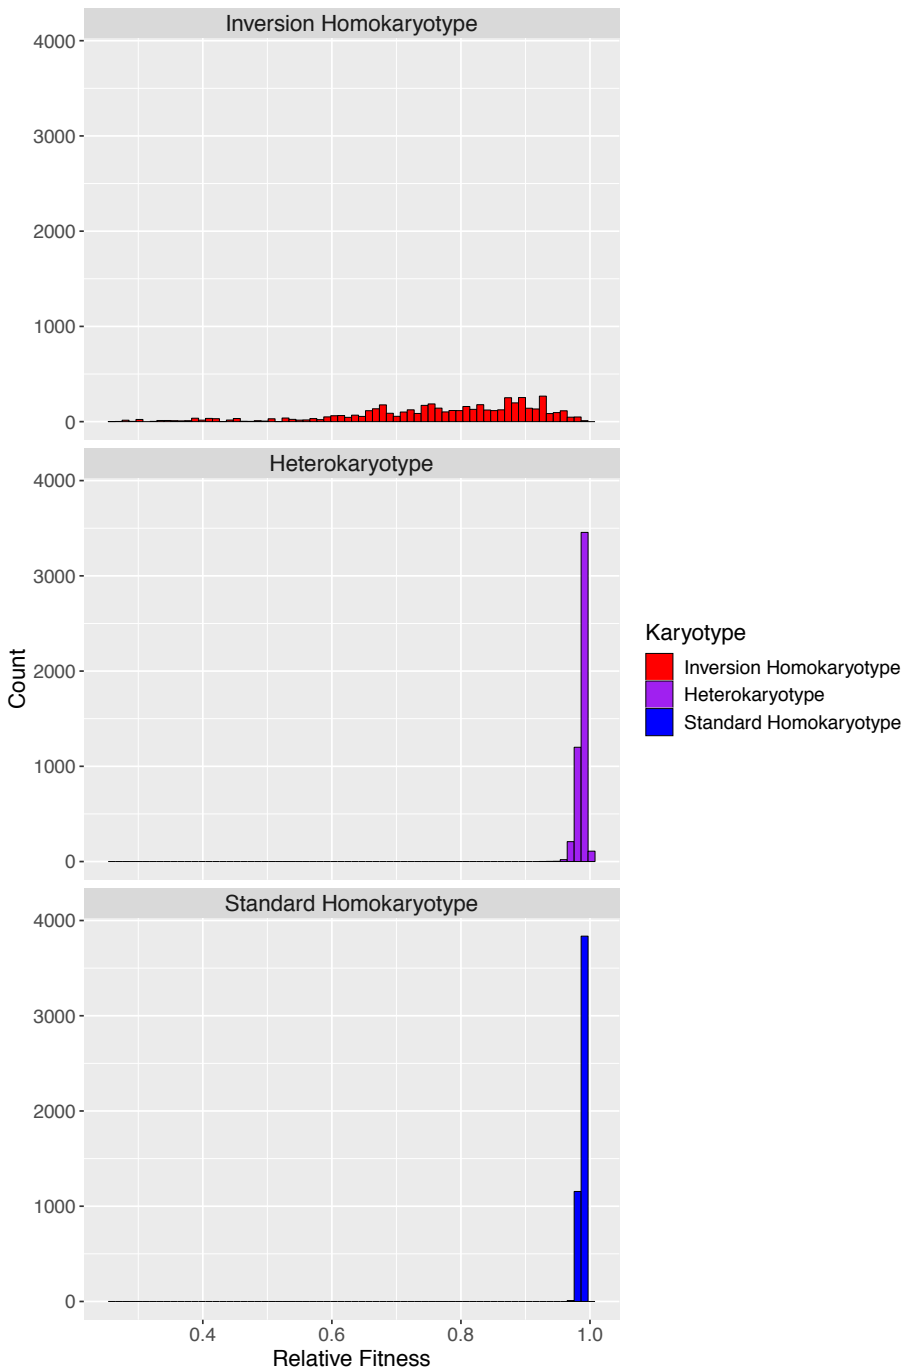 Inversion Homokaryotype
4000
3000
2000
1000
0
Heterokaryotype
4000
3000
2000
1000
0
Standard Homokaryotype
4000
3000
2000
1000
0
0.4 0.6 0.8 1.0
Relative Fitness
Count
Karyotype
Inversion Homokaryotype
Heterokaryotype
Standard Homokaryotype